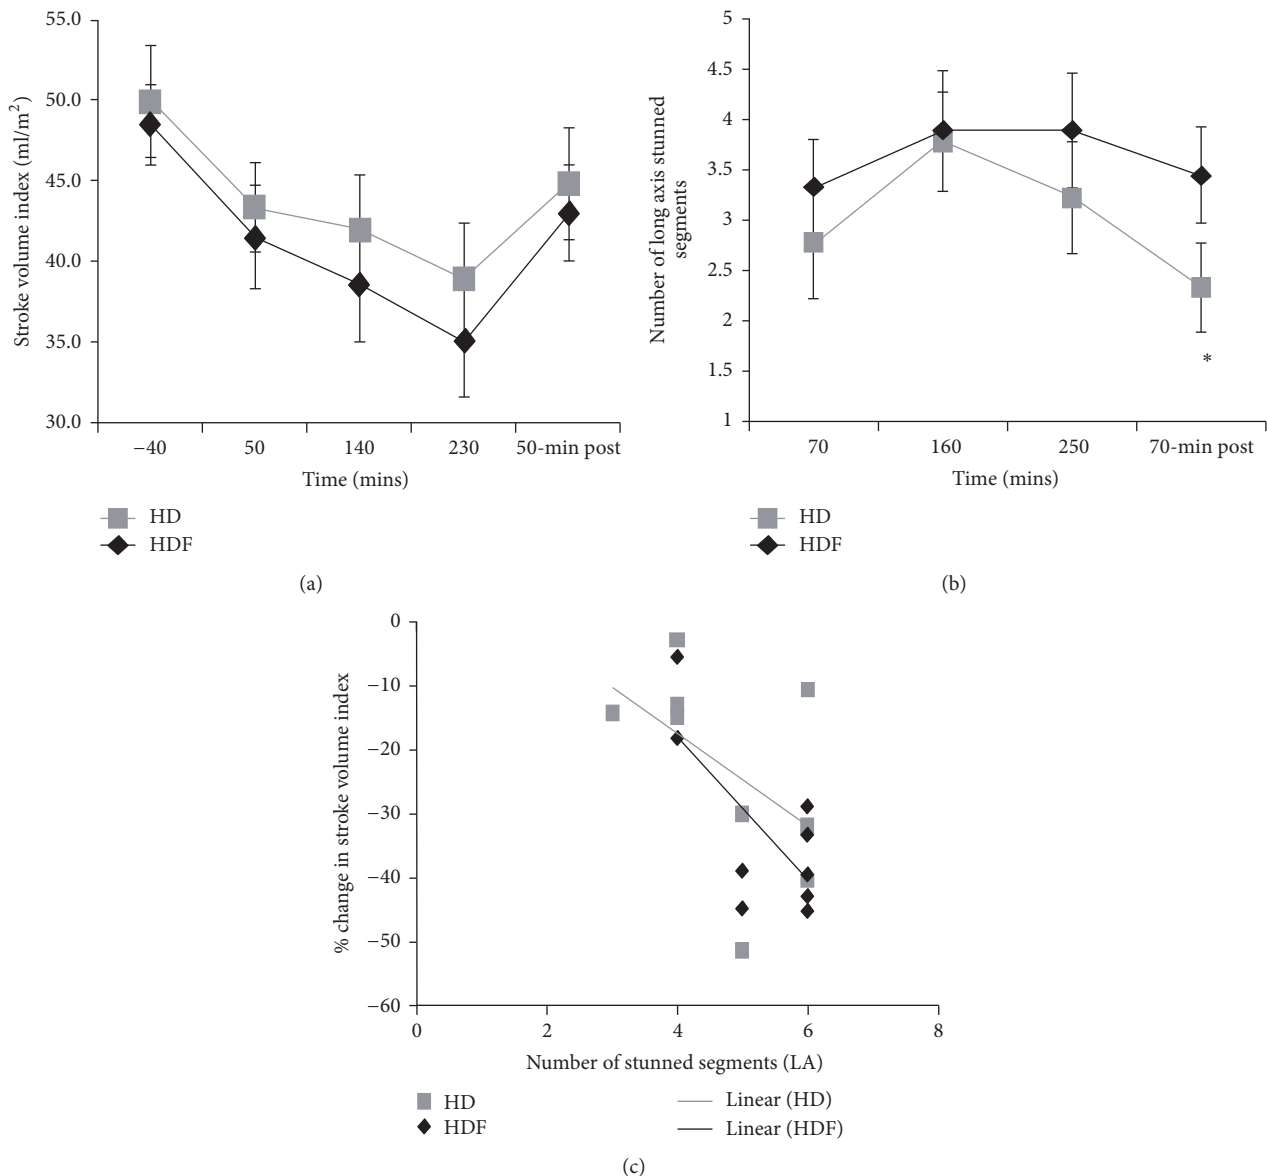 55.0
50.0
45.0
40.0
35.0
30.0
Stroke volume index (ml/m²)
−40 50 140 230 50-min post
Time (mins)
HD
HDF
(a)
5
4.5
4
3.5
3
2.5
2
1.5
1
Number of long axis stunned
segments
*
70 160 250 70-min post
Time (mins)
HD
HDF
(b)
0
−10
−20
−30
−40
−50
−60
% change in stroke volume index
0 2 4 6 8
Number of stunned segments (LA)
HD Linear (HD)
HDF Linear (HDF)
(c)